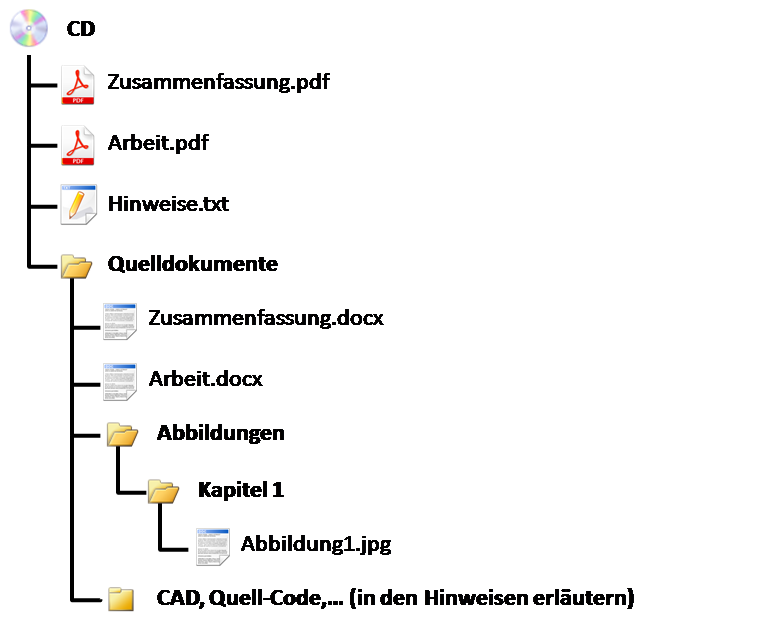 CD
Zusammenfassung.pdf
PDF
Arbeit.pdf
PDF
Hinweise.txt
Quelldokumente
Zusammenfassung.docx
Arbeit.docx
Abbildungen
Kapitel 1
Abbildung1.jpg
CAD, Quell-Code,... (in den Hinweisen erläutern)